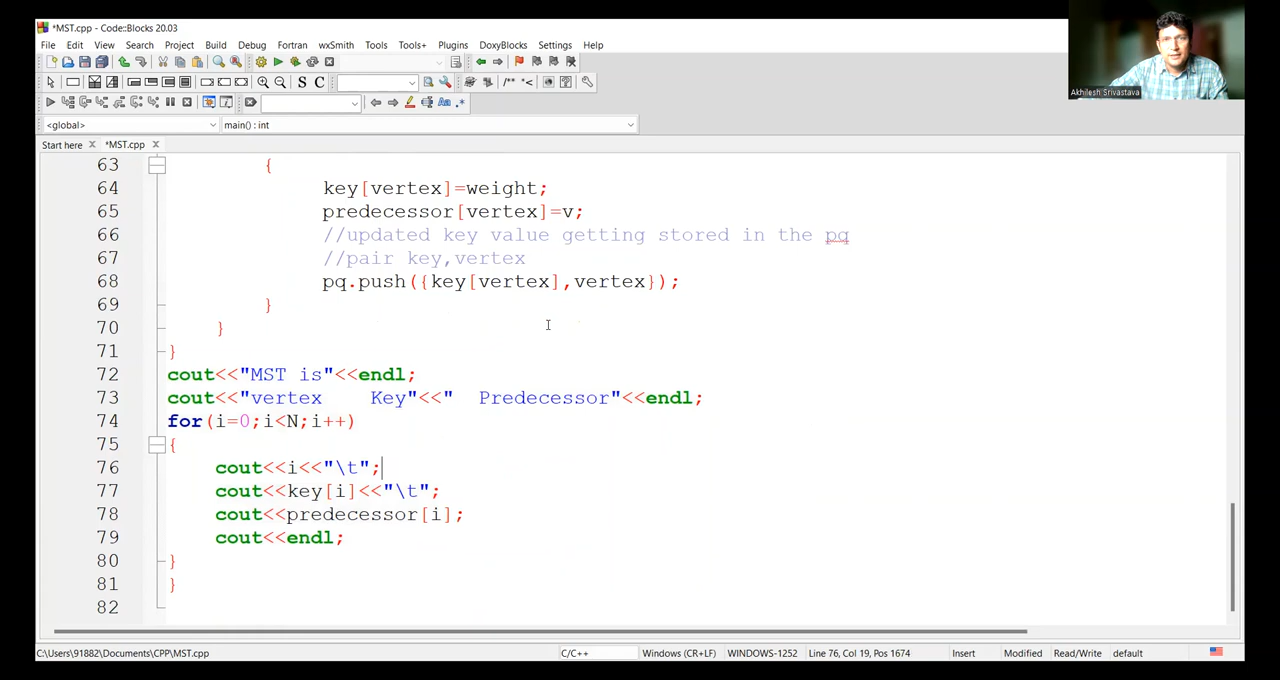 *MST.cpp - Code::Blocks 20.03
File Edit View Search Project Build Debug Fortran wxSmith Tools Tools+ Plugins DoxyBlocks Settings Help
S C /** *<
Aa .*
<global> main() : int
Start here *MST.cpp
63 {
64 key[vertex]=weight;
65 predecessor[vertex]=v;
66 //updated key value getting stored in the pq
67 //pair key,vertex
68 pq.push({key[vertex],vertex});
69 }
70 }
71 }
72 cout<<"MST is"<<endl;
73 cout<<"vertex    Key"<<"  Predecessor"<<endl;
74 for(i=0;i<N;i++)
75 {
76 cout<<i<<"\t";
77 cout<<key[i]<<"\t";
78 cout<<predecessor[i];
79 cout<<endl;
80 }
81 }
82
C:\Users\91882\Documents\CPP\MST.cpp C/C++ Windows (CR+LF) WINDOWS-1252 Line 76, Col 19, Pos 1674 Insert Modified Read/Write default
Akhilesh Srivastava